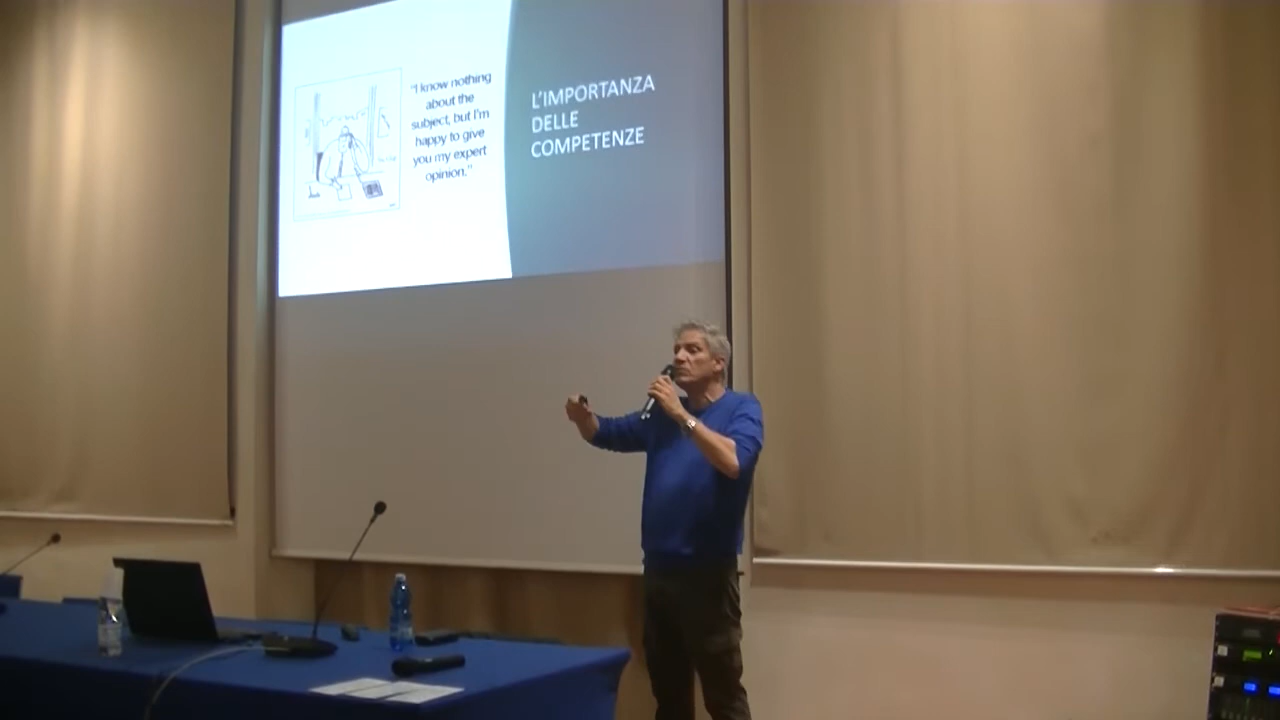 "I know nothing
about the
subject, but I'm
happy to give
you my expert
opinion."
L'IMPORTANZA
DELLE
COMPETENZE